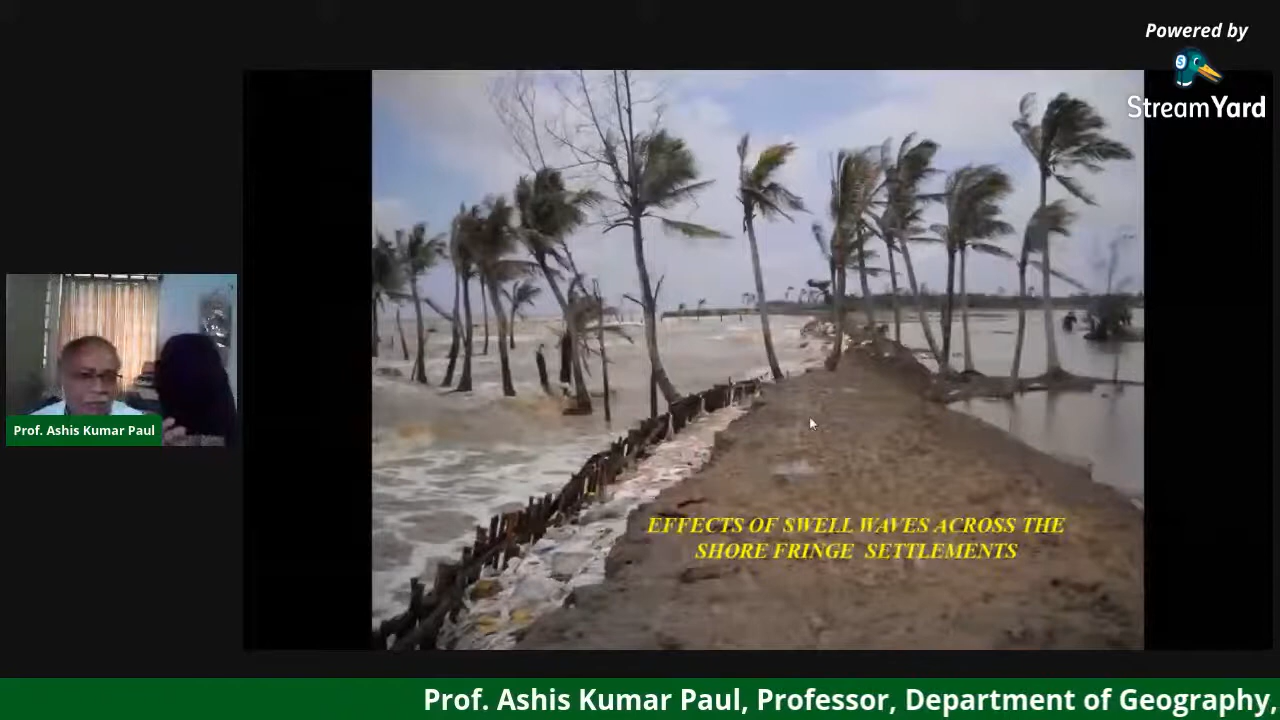 Powered by
StreamYard
Prof. Ashis Kumar Paul
EFFECTS OF SWELL WAVES ACROSS THE
SHORE FRINGE SETTLEMENTS
Prof. Ashis Kumar Paul, Professor, Department of Geography,